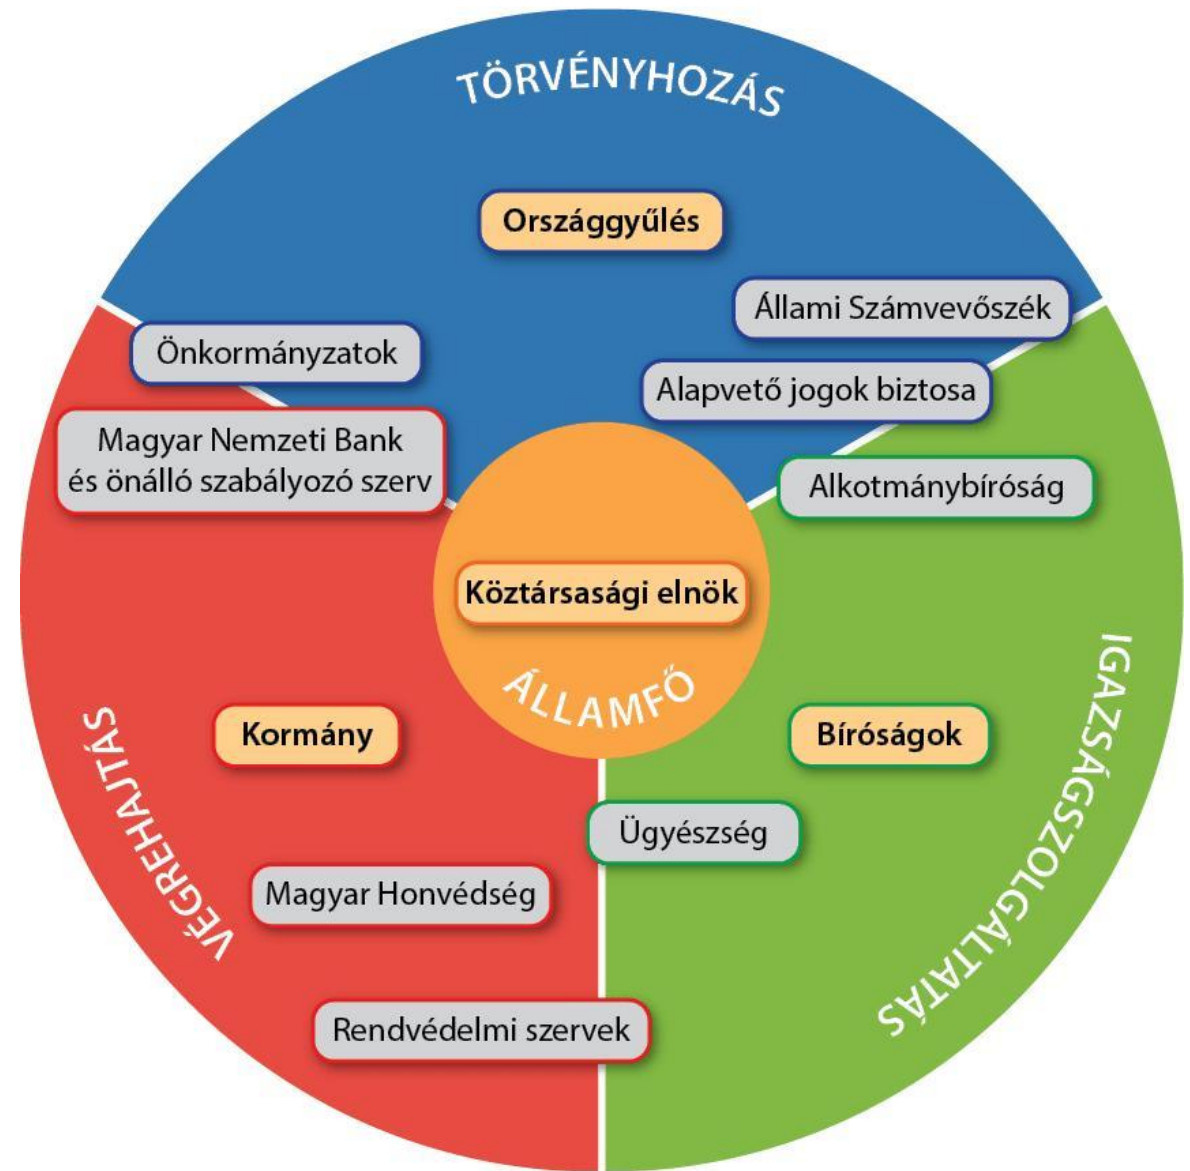 TÖRVÉNYHOZÁS
Országgyűlés
Állami Számvevőszék
Önkormányzatok
Alapvető jogok biztosa
Magyar Nemzeti Bank
és önálló szabályozó szerv
Alkotmánybíróság
Köztársasági elnök
ÁLLAMFŐ
Kormány
Bíróságok
VÉGREHAJTÁS
IGAZSÁGSZOLGÁLTATÁS
Ügyészség
Magyar Honvédség
Rendvédelmi szervek